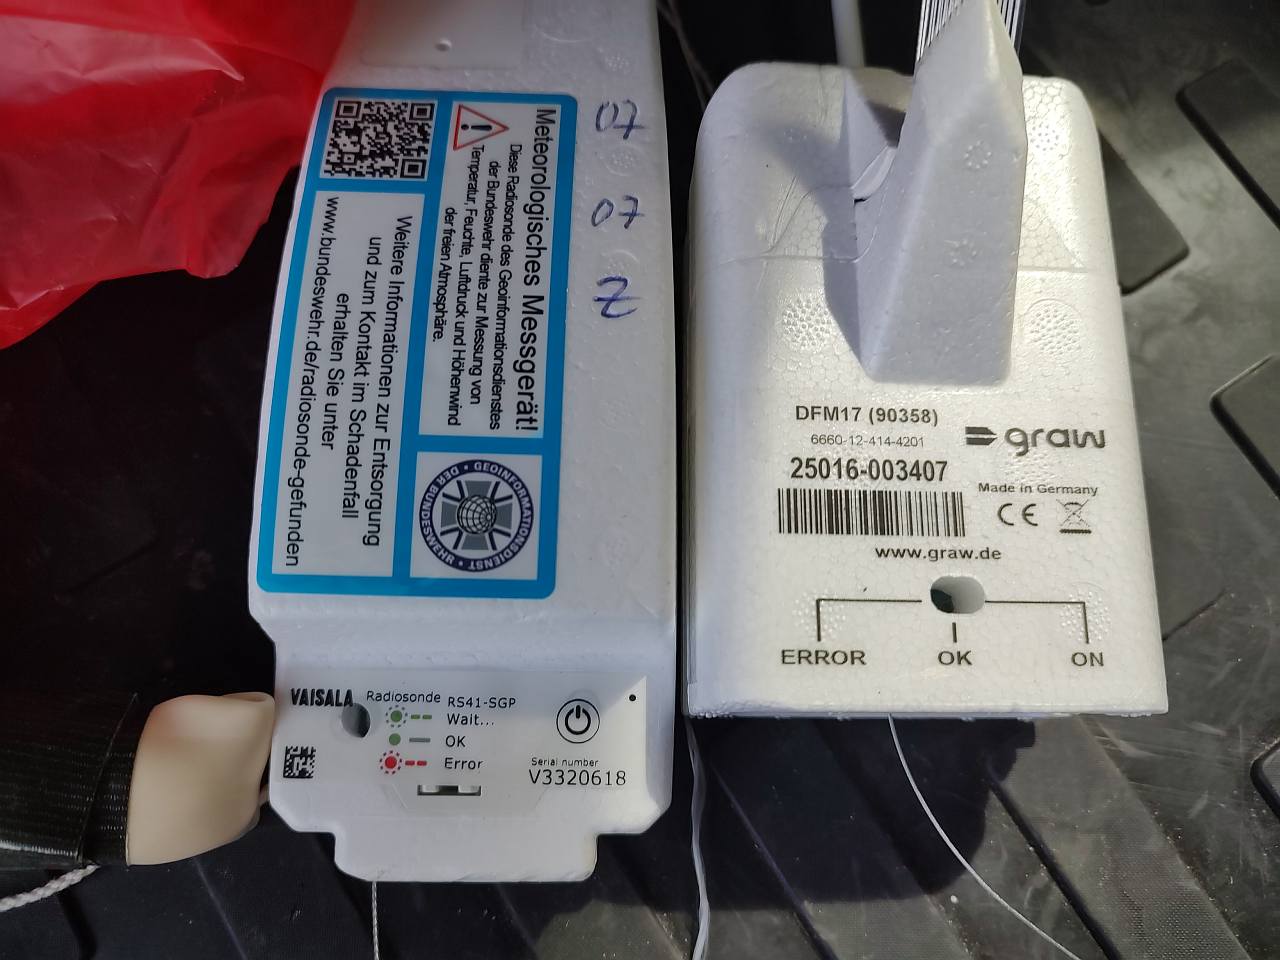 Meteorologisches Messgerät!
Diese Radiosonde des Geoinformationsdienstes
der Bundeswehr diente zur Messung von
Temperatur, Feuchte, Luftdruck und Höhenwind
der freien Atmosphäre.
Weitere Informationen zur Entsorgung
und zum Kontakt im Schadenfall
erhalten Sie unter
www.bundeswehr.de/radiosonde-gefunden
GEOINFORMATIONSDIENST
DER BUNDESWEHR
07
07
Z
VAISALA Radiosonde RS41-SGP
Wait...
OK
Error
Serial number
V3320618
DFM17 (90358)
6660-12-414-4201
25016-003407
graw
Made in Germany
CE
www.graw.de
ERROR OK ON